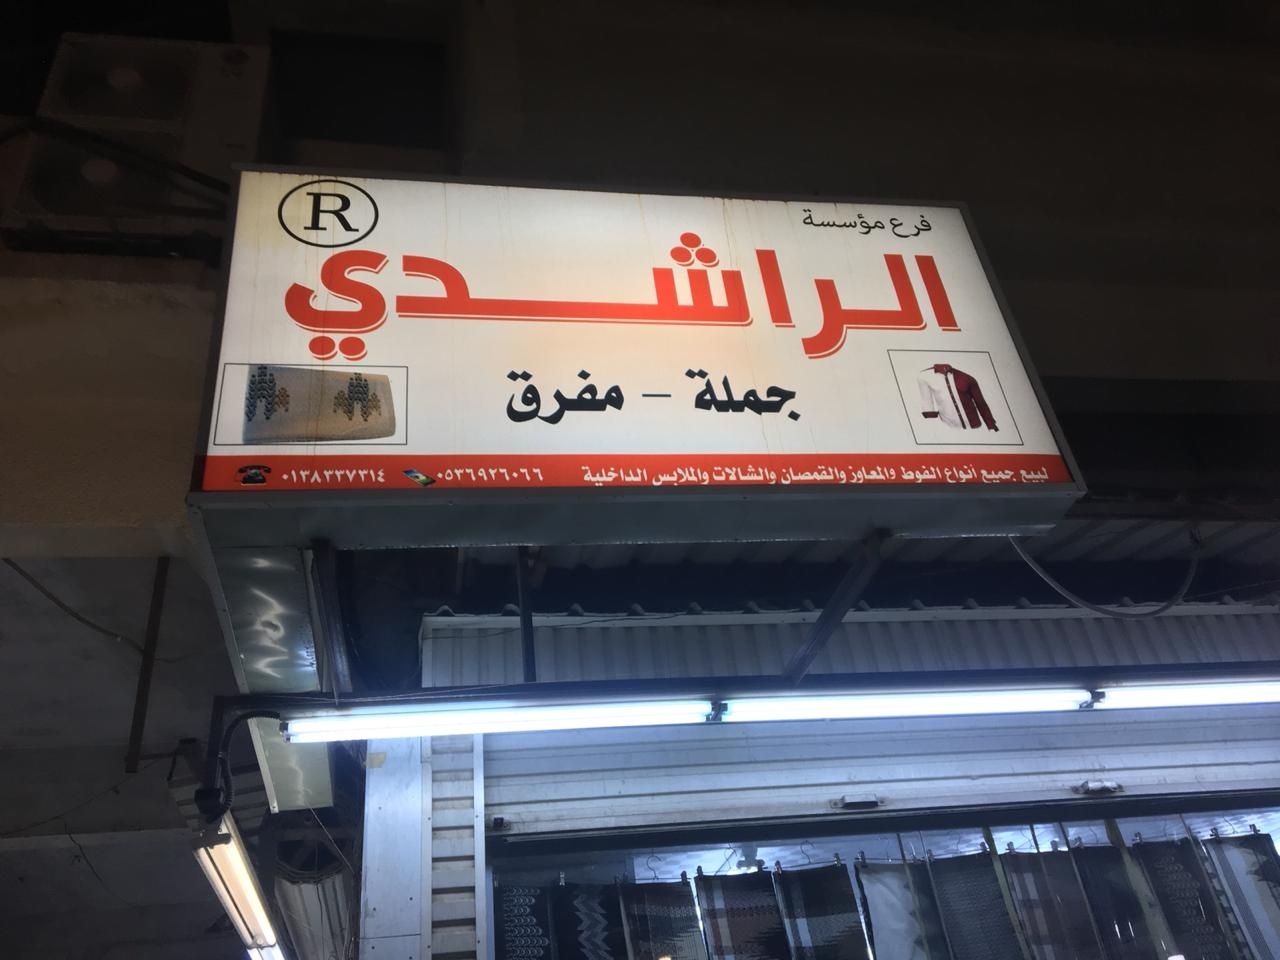 R
فرع مؤسسة
الراشدي
جملة - مفرق
لبيع جميع أنواع الفوط والمعاوز والقمصان والشالات والملابس الداخلية ٠٥٣٦٩٢٦٠٦٦ ٠١٣٨٣٣٧٣١٤